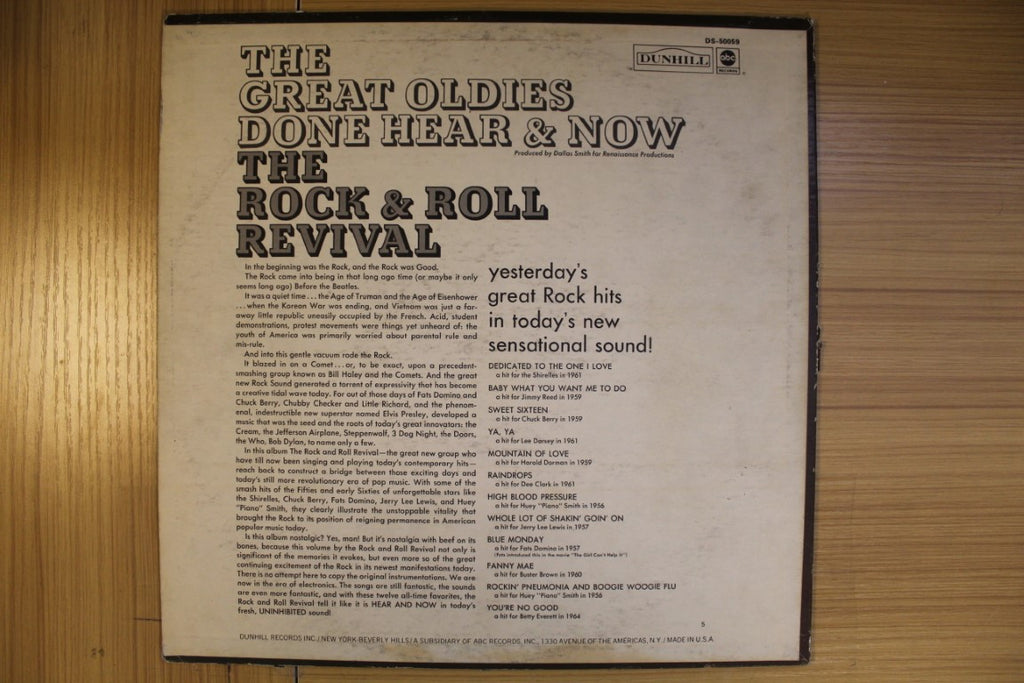 DS-50059
DUNHILL
abc
RECORDS
THE
GREAT OLDIES
DONE HEAR & NOW
Produced by Dallas Smith for Renaissance Productions
THE
ROCK & ROLL
REVIVAL
In the beginning was the Rock, and the Rock was Good.
The Rock came into being in that long ago time (or maybe it only
seems long ago) Before the Beatles.
It was a quiet time...the Age of Truman and the Age of Eisenhower
...when the Korean War was ending, and Vietnam was just a far-
away little republic uneasily occupied by the French. Acid, student
demonstrations, protest movements were things yet unheard of: the
youth of America was primarily worried about parental rule and
mis-rule.
And into this gentle vacuum rode the Rock.
It blazed in on a Comet...or, to be exact, upon a precedent-
smashing group known as Bill Haley and the Comets. And the great
new Rock Sound generated a torrent of expressivity that has become
a creative tidal wave today. For out of those days of Fats Domino and
Chuck Berry, Chubby Checker and Little Richard, and the phenom-
enal, indestructible new superstar named Elvis Presley, developed a
music that was the seed and the roots of today's great innovators: the
Cream, the Jefferson Airplane, Steppenwolf, 3 Dog Night, the Doors,
the Who, Bob Dylan, to name only a few.
In this album The Rock and Roll Revival—the great new group who
have till now been singing and playing today's contemporary hits—
reach back to construct a bridge between those exciting days and
today's still more revolutionary era of pop music. With some of the
smash hits of the Fifties and early Sixties of unforgettable stars like
the Shirelles, Chuck Berry, Fats Domino, Jerry Lee Lewis, and Huey
"Piano" Smith, they clearly illustrate the unstoppable vitality that
brought the Rock to its position of reigning permanence in American
popular music today.
Is this album nostalgic? Yes, man! But it's nostalgia with beef on its
bones, because this volume by the Rock and Roll Revival not only is
significant of the memories it evokes, but even more so of the great
continuing excitement of the Rock in its newest manifestations today.
There is no attempt here to copy the original instrumentations. We are
now in the era of electronics. The songs are still fantastic, the sounds
are even more fantastic, and with these twelve all-time favorites, the
Rock and Roll Revival tell it like it is HEAR AND NOW in today's
fresh, UNINHIBITED sound!
yesterday's
great Rock hits
in today's new
sensational sound!
DEDICATED TO THE ONE I LOVE
a hit for the Shirelles in 1961
BABY WHAT YOU WANT ME TO DO
a hit for Jimmy Reed in 1959
SWEET SIXTEEN
a hit for Chuck Berry in 1959
YA, YA
a hit for Lee Dorsey in 1961
MOUNTAIN OF LOVE
a hit for Harold Dorman in 1959
RAINDROPS
a hit for Dee Clark in 1961
HIGH BLOOD PRESSURE
a hit for Huey "Piano" Smith in 1956
WHOLE LOT OF SHAKIN' GOIN' ON
a hit for Jerry Lee Lewis in 1957
BLUE MONDAY
a hit for Fats Domino in 1957
(Fats introduced this in the movie "The Girl Can't Help It")
FANNY MAE
a hit for Buster Brown in 1960
ROCKIN' PNEUMONIA AND BOOGIE WOOGIE FLU
a hit for Huey "Piano" Smith in 1956
YOU'RE NO GOOD
a hit for Betty Everett in 1964
5
DUNHILL RECORDS INC./NEW YORK-BEVERLY HILLS/A SUBSIDIARY OF ABC RECORDS, INC., 1330 AVENUE OF THE AMERICAS, N.Y. / MADE IN U.S.A